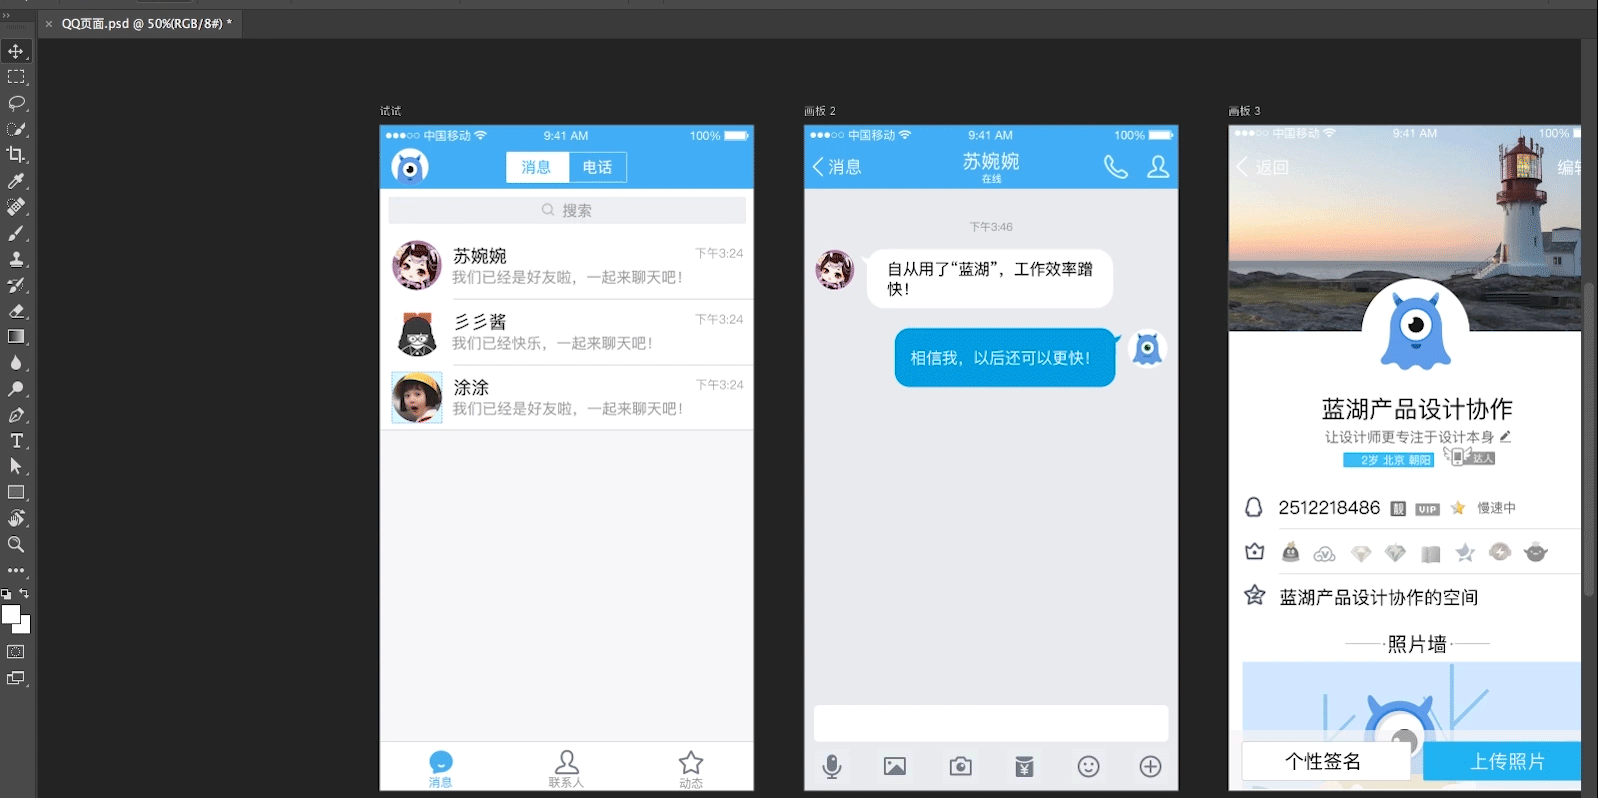 QQ页面.psd @ 50%(RGB/8#) *
试试
中国移动 9:41 AM 100%
消息 电话
搜索
苏婉婉 下午3:24
我们已经是好友啦，一起来聊天吧！
彡彡酱 下午3:24
我们已经快乐，一起来聊天吧！
涂涂 下午3:24
我们已经是好友啦，一起来聊天吧！
消息 联系人 动态
画板 2
中国移动 9:41 AM 100%
消息 苏婉婉
在线
下午3:46
自从用了“蓝湖”，工作效率蹭
快！
相信我，以后还可以更快！
画板 3
中国移动 9:41 AM 100%
返回 编辑
蓝湖产品设计协作
让设计师更专注于设计本身
2岁 北京 朝阳 达人
2512218486 靓 VIP 慢速中
蓝湖产品设计协作的空间
·照片墙·
个性签名 上传照片